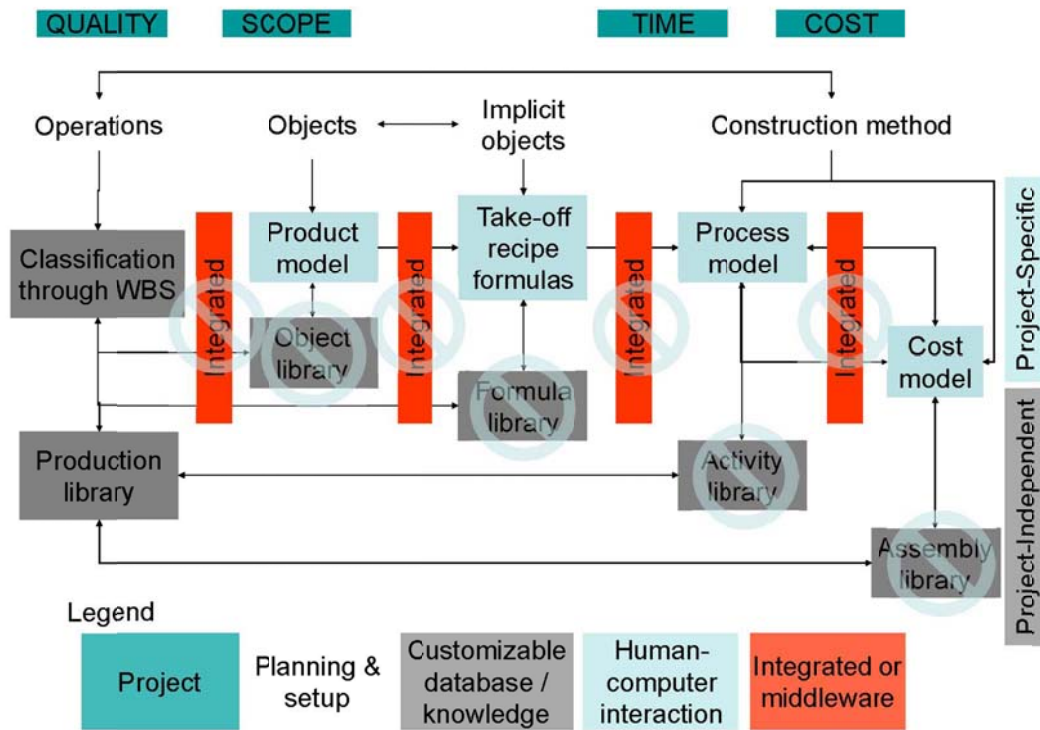 QUALITY
SCOPE
TIME
COST
Operations
Objects
Implicit
objects
Construction method
Classification
through WBS
Integrated
Product
model
Integrated
Take-off
recipe
formulas
Integrated
Process
model
Integrated
Cost
model
Project-Specific
Object
library
Formula
library
Production
library
Activity
library
Assembly
library
Project-Independent
Legend
Project
Planning &
setup
Customizable
database /
knowledge
Human-
computer
interaction
Integrated or
middleware